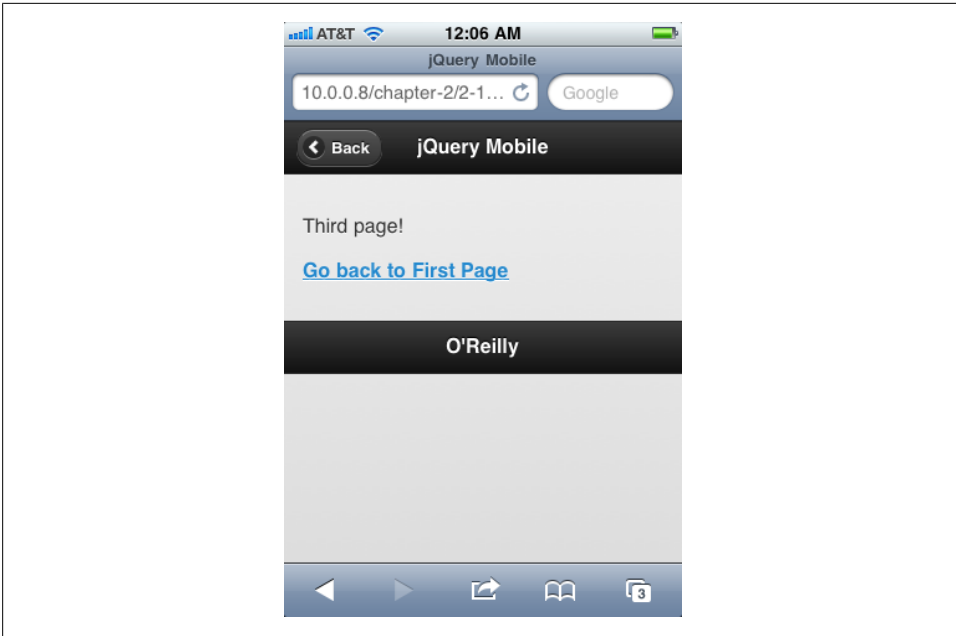 AT&T 12:06 AM
jQuery Mobile
10.0.0.8/chapter-2/2-1... Google
Back jQuery Mobile
Third page!
Go back to First Page
O'Reilly
3